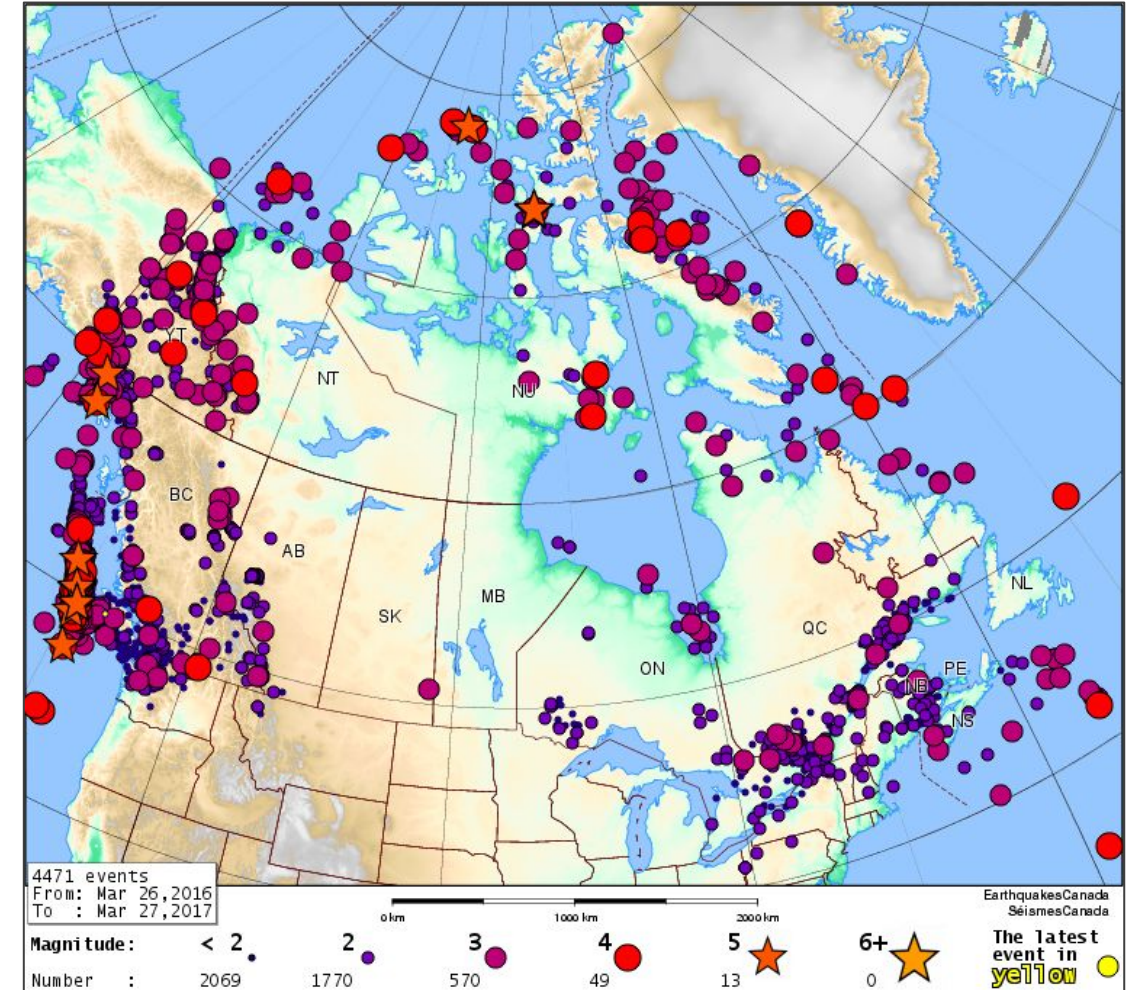 YT
NT
NU
BC
AB
SK
MB
ON
QC
NL
PE
NB
NS
4471 events
From: Mar 26,2016
To : Mar 27,2017
0 km 1000 km 2000 km
EarthquakesCanada
SéismesCanada
Magnitude: < 2 2 3 4 5 6+
Number : 2069 1770 570 49 13 0
The latest
event in
yellow